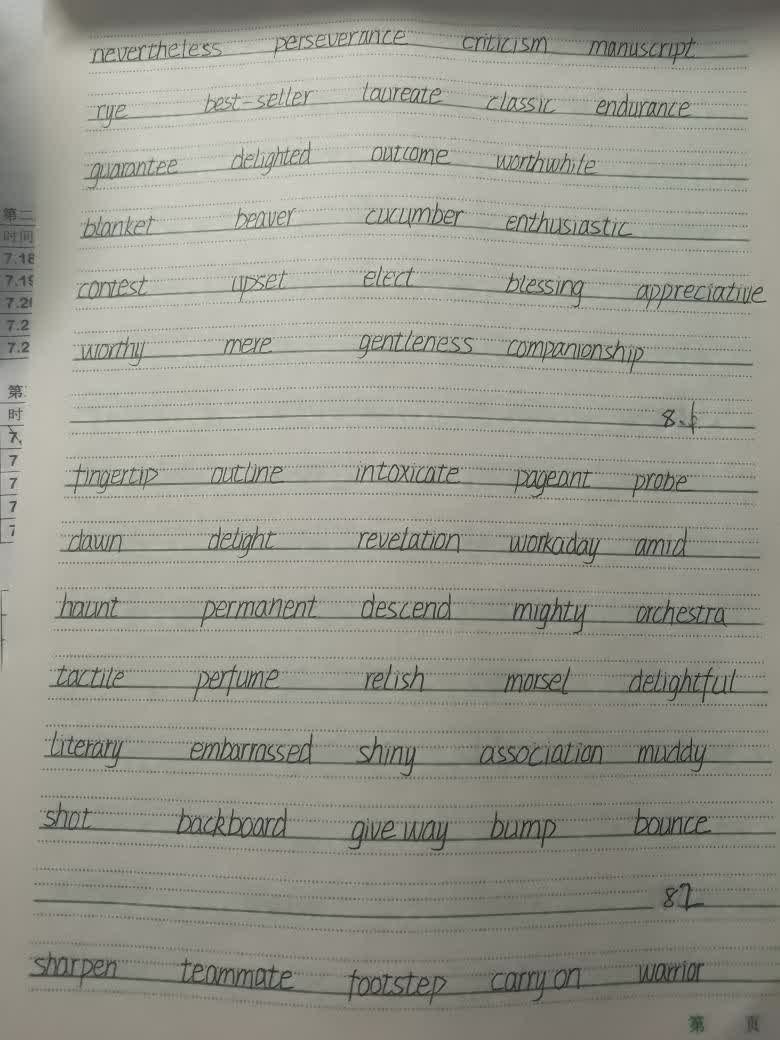 nevertheless perseverance criticism manuscript
rye best-seller laureate classic endurance
guarantee delighted outcome worthwhile
blanket beaver cucumber enthusiastic
contest upset elect blessing appreciative
worthy mere gentleness companionship
8.1
fingertip outline intoxicate pageant probe
dawn delight revelation workaday amid
haunt permanent descend mighty orchestra
tactile perfume relish morsel delightful
literary embarrassed shiny association muddy
shot backboard give way bump bounce
82
sharpen teammate footstep carry on warrior
第 页
第二
时间
7.18
7.19
7.20
7.2
7.2
第
时
7
7
7
7
7